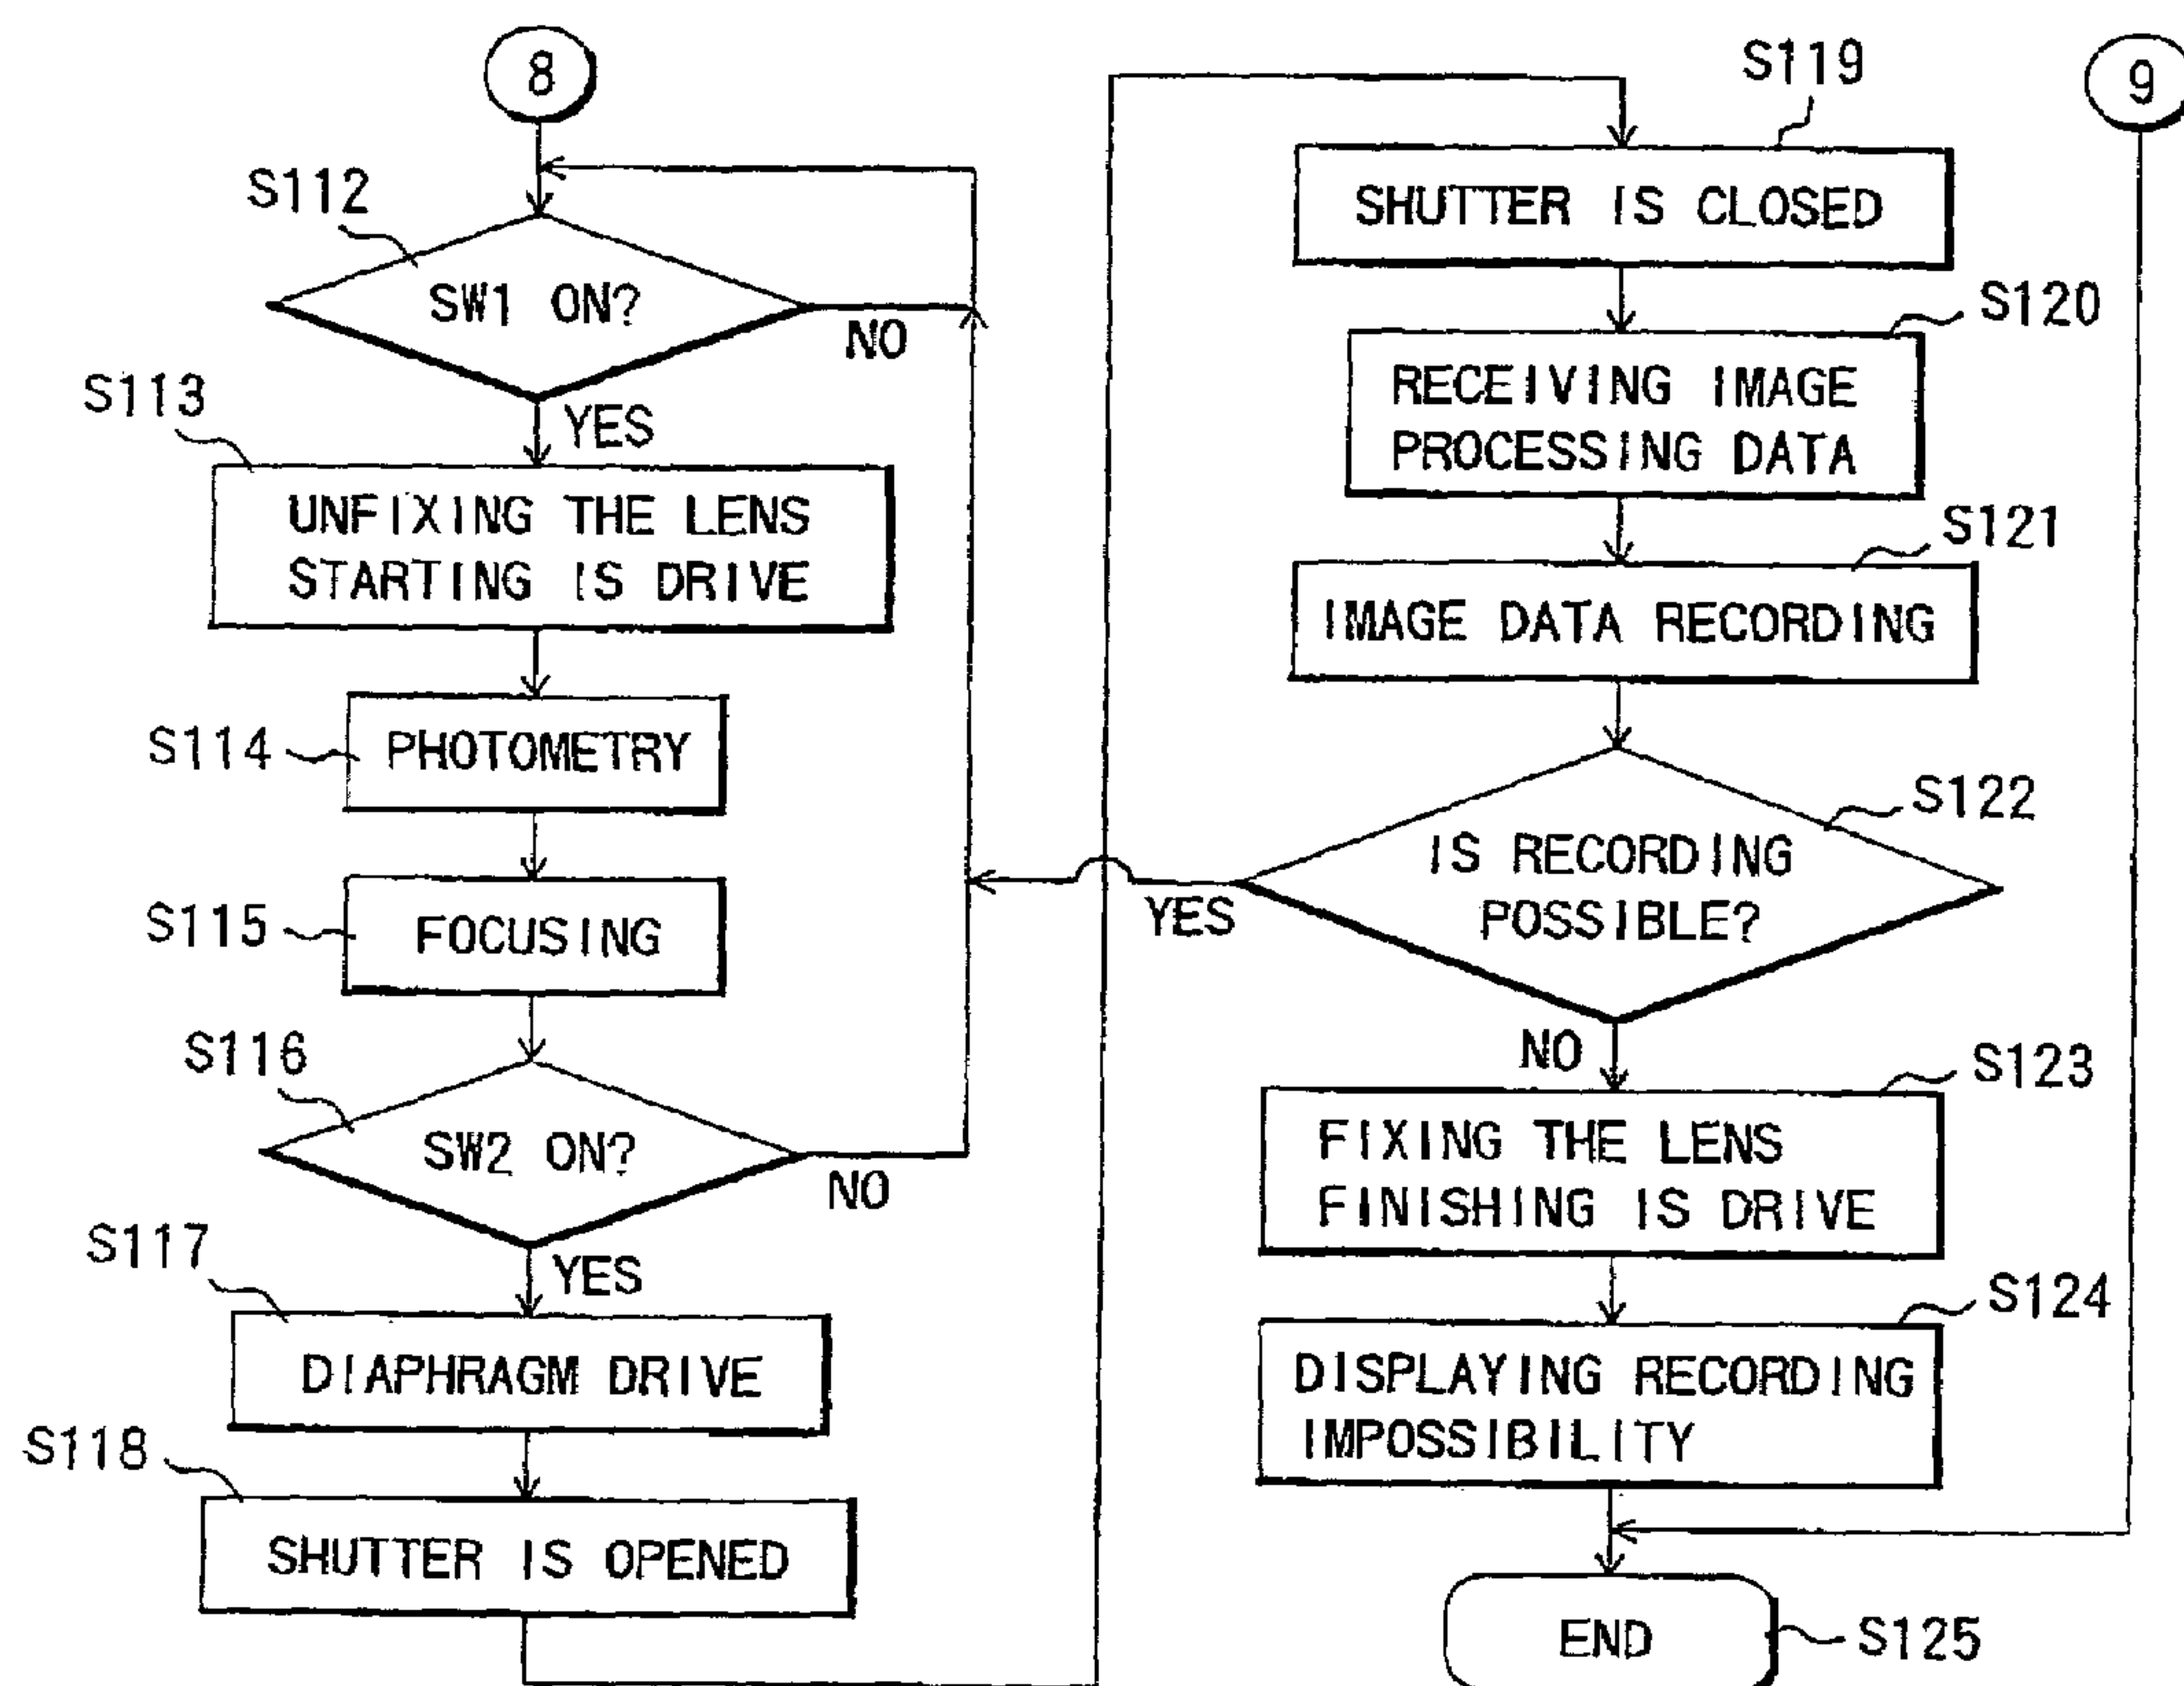 8
S112
SW1 ON?
NO
YES
S113
UNFIXING THE LENS
STARTING IS DRIVE
S114
PHOTOMETRY
S115
FOCUSING
S116
SW2 ON?
NO
YES
S117
DIAPHRAGM DRIVE
S118
SHUTTER IS OPENED
S119
SHUTTER IS CLOSED
S120
RECEIVING IMAGE
PROCESSING DATA
S121
IMAGE DATA RECORDING
S122
IS RECORDING
POSSIBLE?
YES
NO
S123
FIXING THE LENS
FINISHING IS DRIVE
S124
DISPLAYING RECORDING
IMPOSSIBILITY
END
S125
9